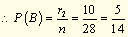 ∴ P(B) = r₂/n = 10/28 = 5/14